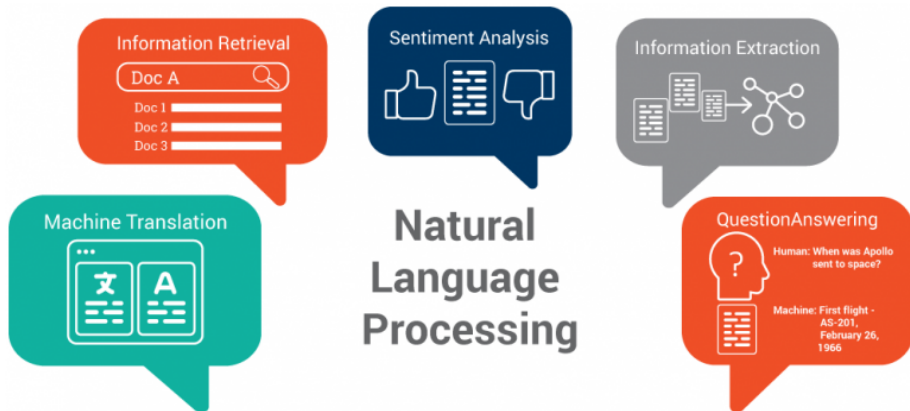 Information Retrieval
Doc A
Doc 1
Doc 2
Doc 3
Sentiment Analysis
Information Extraction
Machine Translation
文
A
Natural
Language
Processing
QuestionAnswering
?
Human: When was Apollo
sent to space?
Machine: First flight -
AS-201,
February 26,
1966